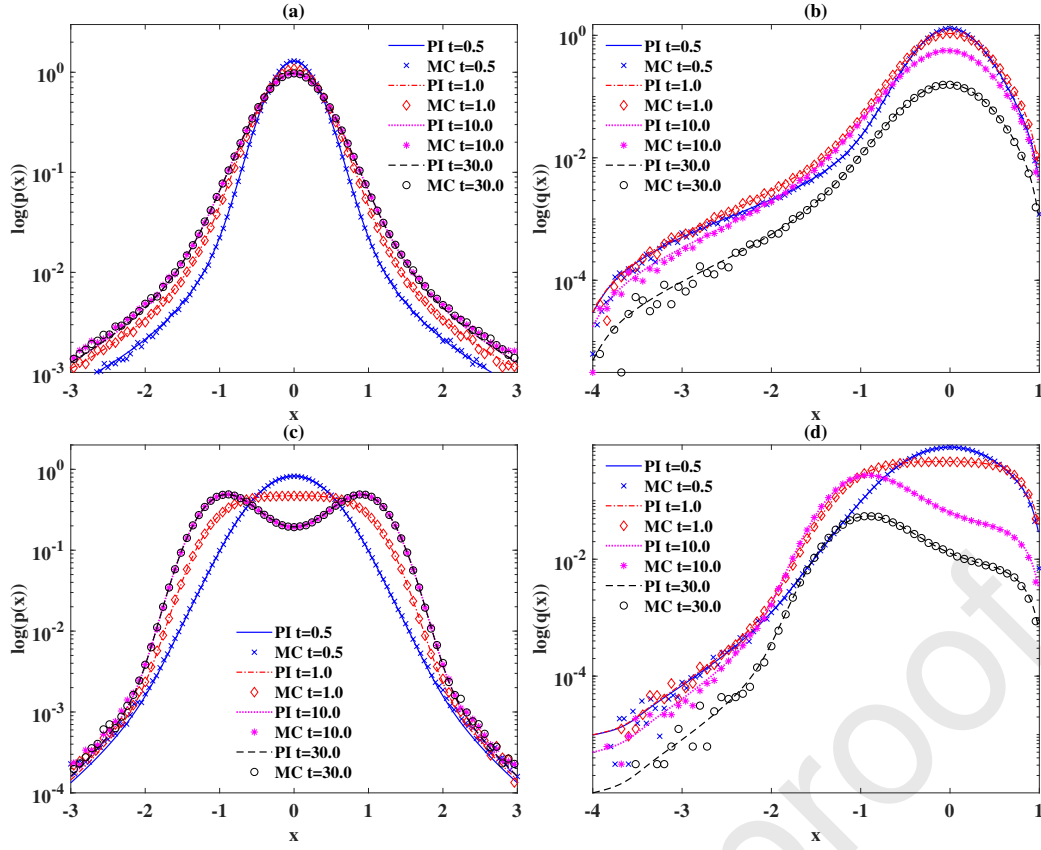 (a)
10^0
10^-1
10^-2
10^-3
log(p(x))
-3 -2 -1 0 1 2 3
x
PI t=0.5
MC t=0.5
PI t=1.0
MC t=1.0
PI t=10.0
MC t=10.0
PI t=30.0
MC t=30.0
(b)
10^0
10^-2
10^-4
log(q(x))
-4 -3 -2 -1 0 1
x
PI t=0.5
MC t=0.5
PI t=1.0
MC t=1.0
PI t=10.0
MC t=10.0
PI t=30.0
MC t=30.0
(c)
10^0
10^-1
10^-2
10^-3
10^-4
log(p(x))
-3 -2 -1 0 1 2 3
x
PI t=0.5
MC t=0.5
PI t=1.0
MC t=1.0
PI t=10.0
MC t=10.0
PI t=30.0
MC t=30.0
(d)
10^-2
10^-4
log(q(x))
-4 -3 -2 -1 0 1
x
PI t=0.5
MC t=0.5
PI t=1.0
MC t=1.0
PI t=10.0
MC t=10.0
PI t=30.0
MC t=30.0
proof